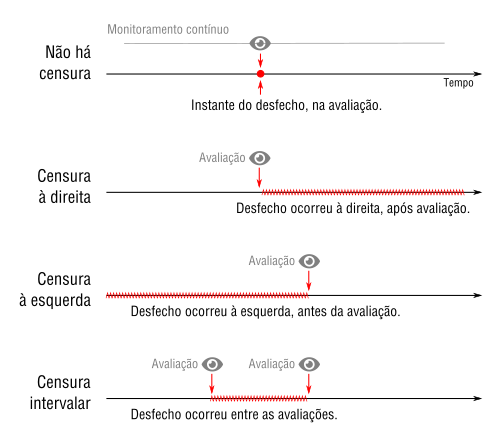 Monitoramento contínuo
Não há
censura
Tempo
Instante do desfecho, na avaliação.
Avaliação
Censura
à direita
Desfecho ocorreu à direita, após avaliação.
Avaliação
Censura
à esquerda
Desfecho ocorreu à esquerda, antes da avaliação.
Avaliação Avaliação
Censura
intervalar
Desfecho ocorreu entre as avaliações.